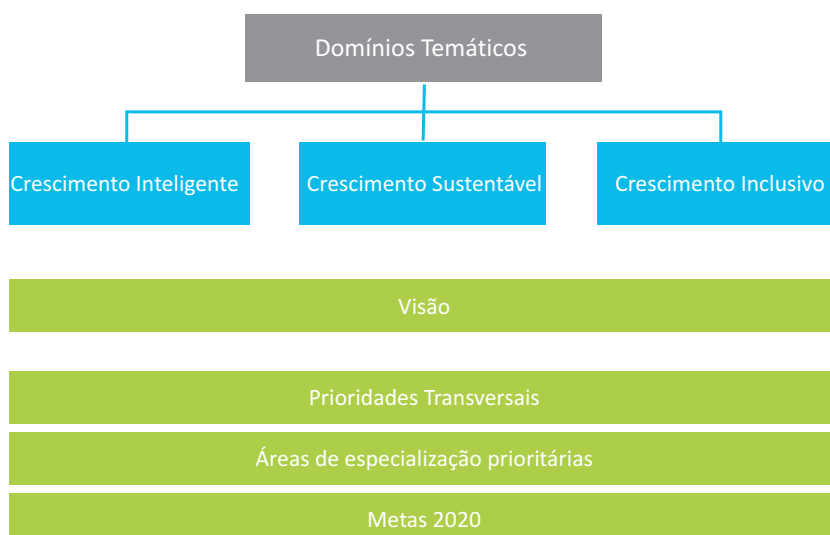 Domínios Temáticos
Crescimento Inteligente
Crescimento Sustentável
Crescimento Inclusivo
Visão
Prioridades Transversais
Áreas de especialização prioritárias
Metas 2020